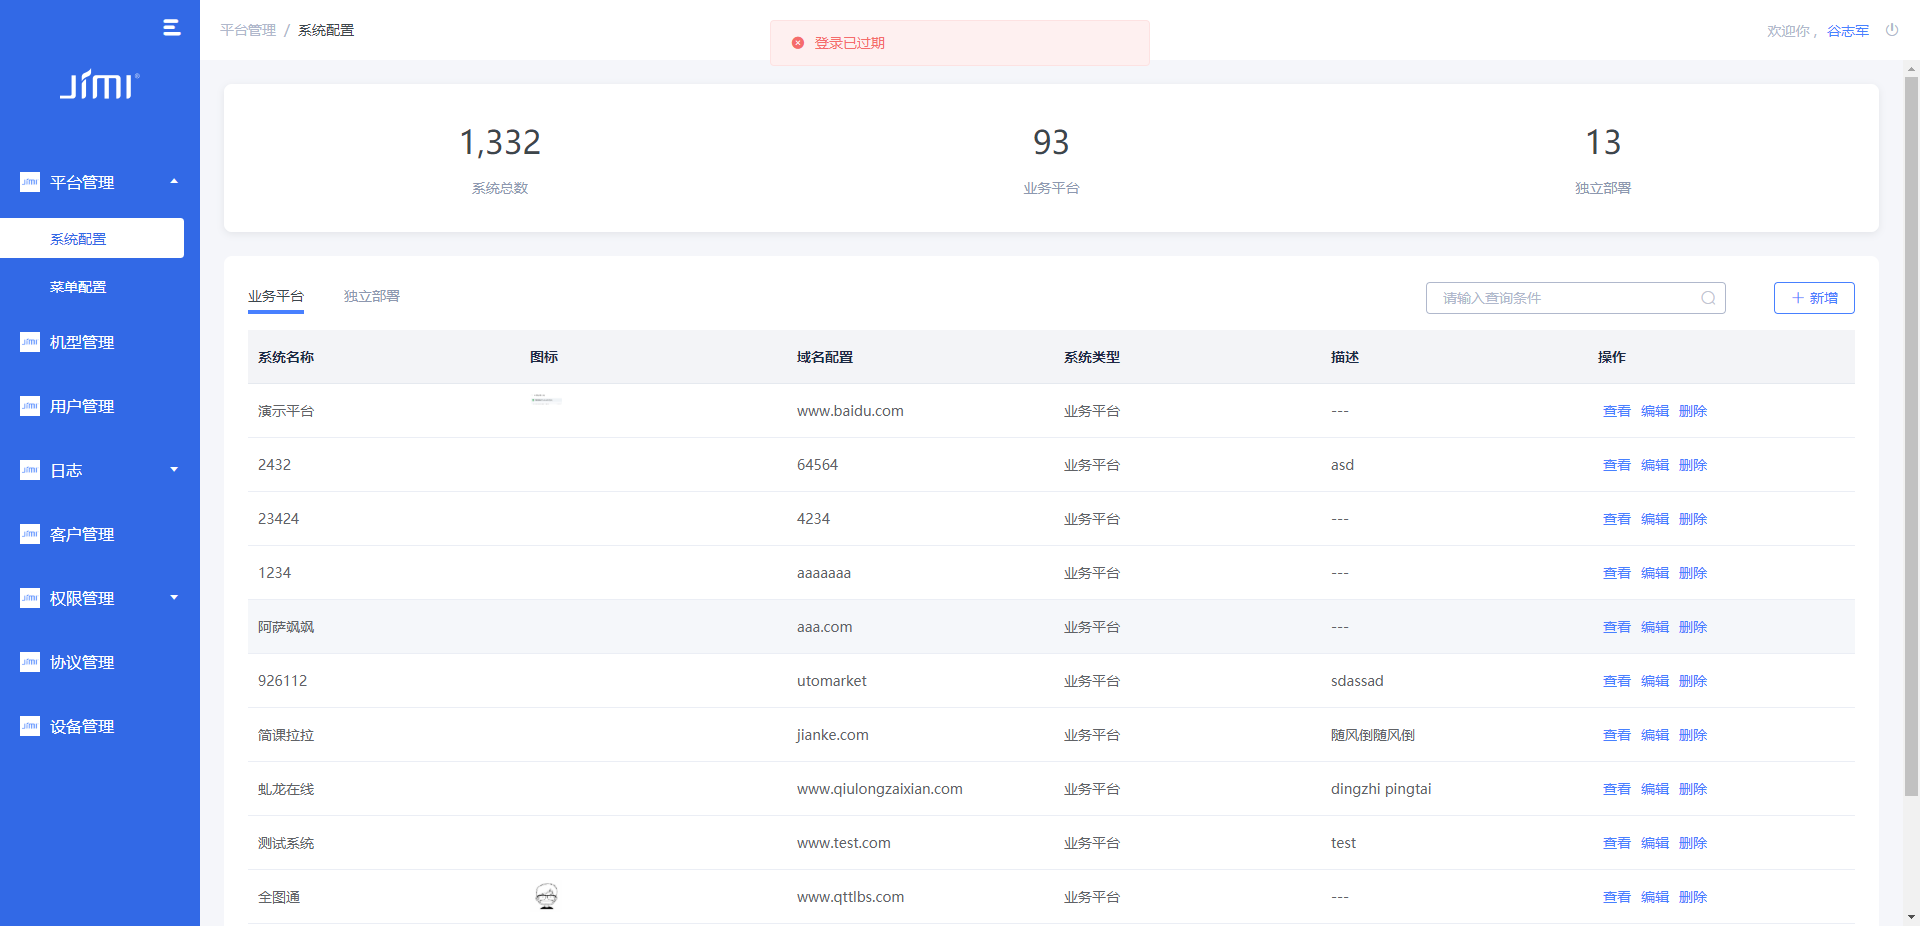 平台管理 / 系统配置
登录已过期
欢迎你，谷志军
JIMI
平台管理
系统配置
菜单配置
机型管理
用户管理
日志
客户管理
权限管理
协议管理
设备管理
1,332
系统总数
93
业务平台
13
独立部署
业务平台 独立部署
请输入查询条件
新增
系统名称 图标 域名配置 系统类型 描述 操作
演示平台 www.baidu.com 业务平台 --- 查看 编辑 删除
2432 64564 业务平台 asd 查看 编辑 删除
23424 4234 业务平台 --- 查看 编辑 删除
1234 aaaaaaa 业务平台 --- 查看 编辑 删除
阿萨飒飒 aaa.com 业务平台 --- 查看 编辑 删除
926112 utomarket 业务平台 sdassad 查看 编辑 删除
简课拉拉 jianke.com 业务平台 随风倒随风倒 查看 编辑 删除
虬龙在线 www.qiulongzaixian.com 业务平台 dingzhi pingtai 查看 编辑 删除
测试系统 www.test.com 业务平台 test 查看 编辑 删除
全图通 www.qttlbs.com 业务平台 --- 查看 编辑 删除